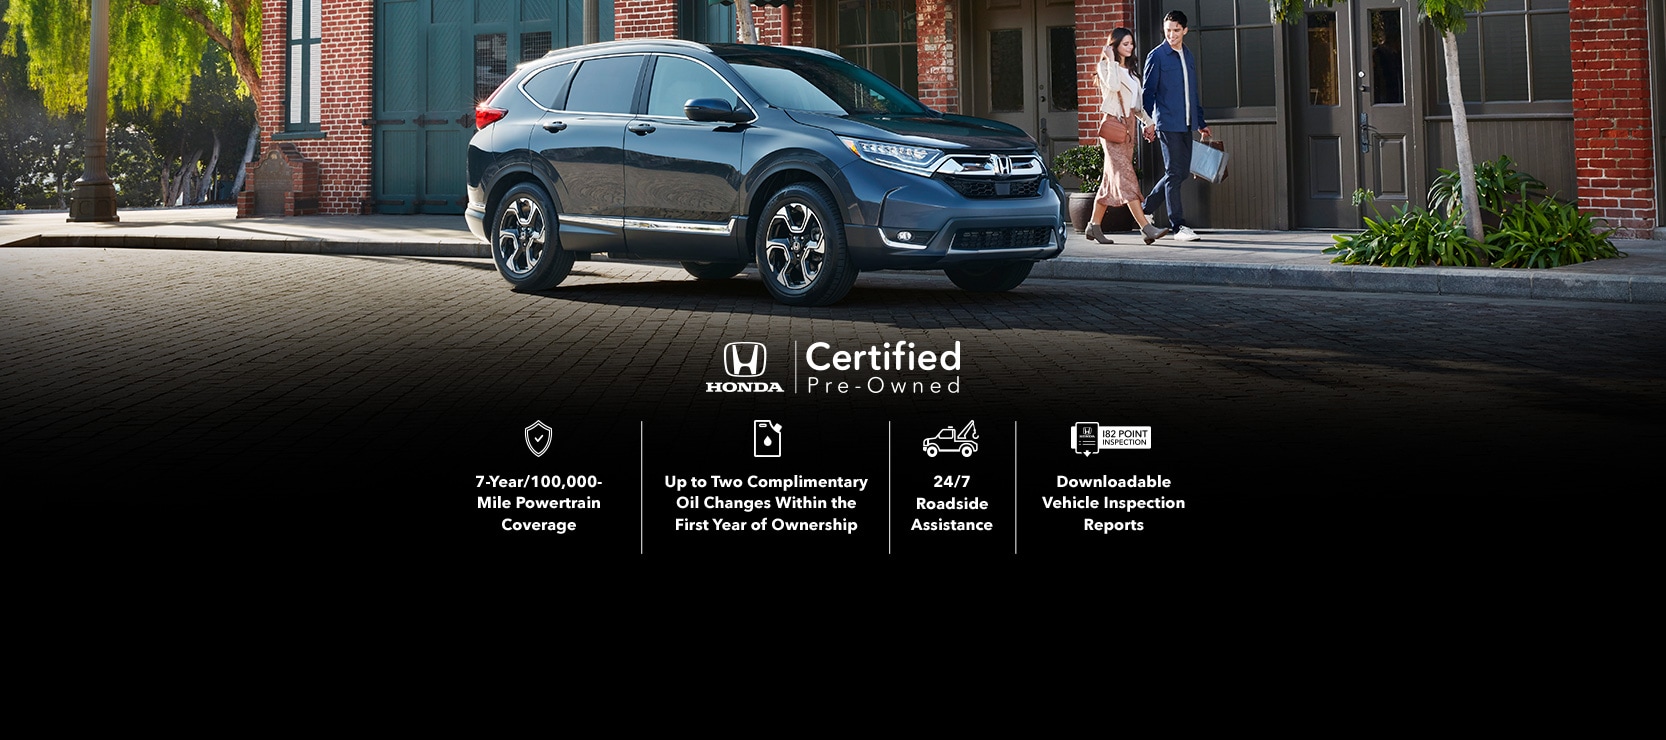 HONDA
Certified
Pre-Owned
7-Year/100,000-
Mile Powertrain
Coverage
Up to Two Complimentary
Oil Changes Within the
First Year of Ownership
24/7
Roadside
Assistance
HONDA
182 POINT
INSPECTION
Downloadable
Vehicle Inspection
Reports